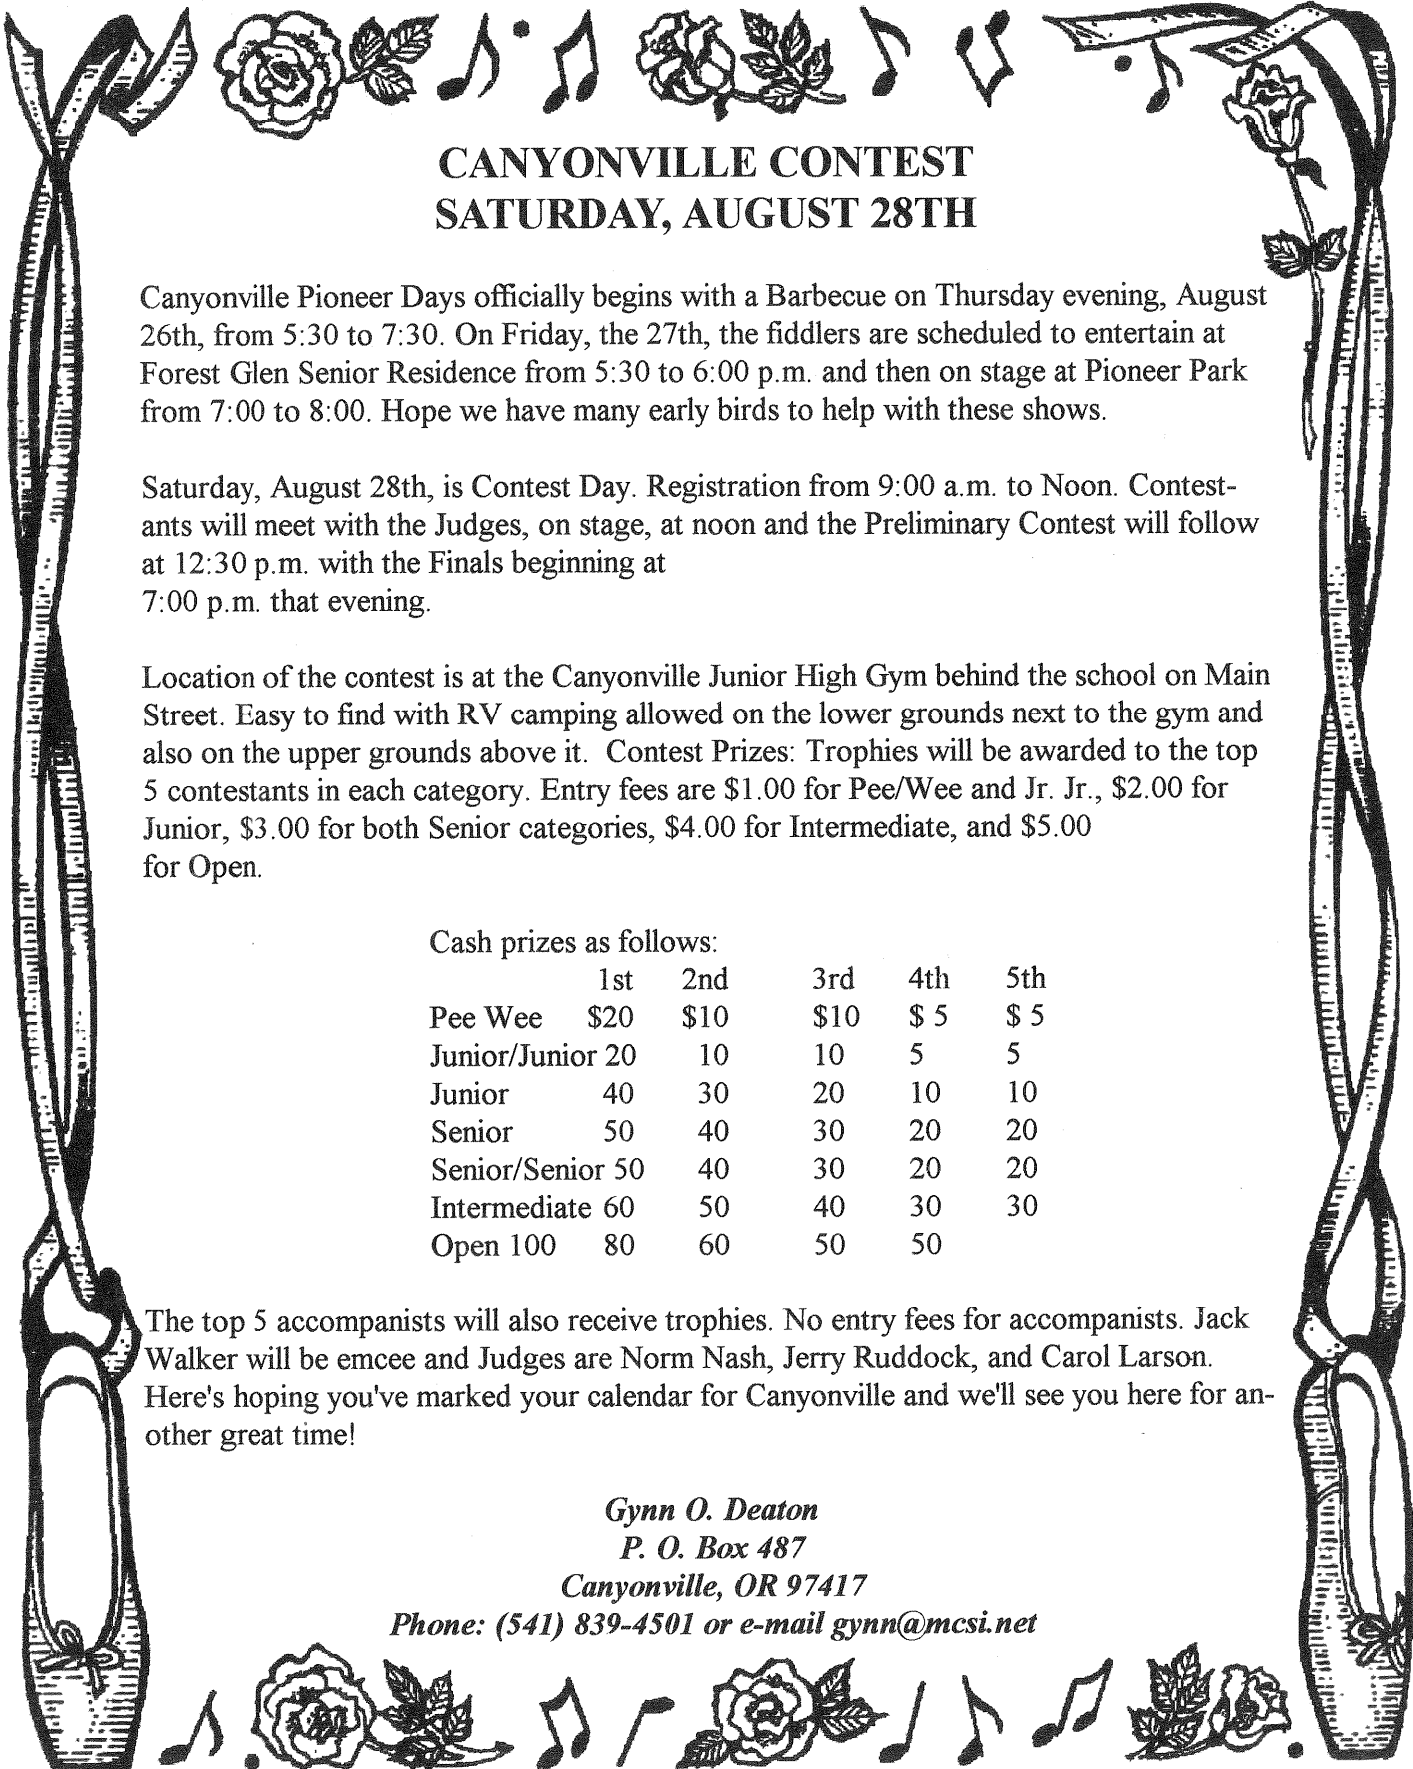 CANYONVILLE CONTEST
SATURDAY, AUGUST 28TH
Canyonville Pioneer Days officially begins with a Barbecue on Thursday evening, August
26th, from 5:30 to 7:30. On Friday, the 27th, the fiddlers are scheduled to entertain at
Forest Glen Senior Residence from 5:30 to 6:00 p.m. and then on stage at Pioneer Park
from 7:00 to 8:00. Hope we have many early birds to help with these shows.
Saturday, August 28th, is Contest Day. Registration from 9:00 a.m. to Noon. Contest-
ants will meet with the Judges, on stage, at noon and the Preliminary Contest will follow
at 12:30 p.m. with the Finals beginning at
7:00 p.m. that evening.
Location of the contest is at the Canyonville Junior High Gym behind the school on Main
Street. Easy to find with RV camping allowed on the lower grounds next to the gym and
also on the upper grounds above it. Contest Prizes: Trophies will be awarded to the top
5 contestants in each category. Entry fees are $1.00 for Pee/Wee and Jr. Jr., $2.00 for
Junior, $3.00 for both Senior categories, $4.00 for Intermediate, and $5.00
for Open.
Cash prizes as follows:
1st 2nd 3rd 4th 5th
Pee Wee $20 $10 $10 $ 5 $ 5
Junior/Junior 20 10 10 5 5
Junior 40 30 20 10 10
Senior 50 40 30 20 20
Senior/Senior 50 40 30 20 20
Intermediate 60 50 40 30 30
Open 100 80 60 50 50
The top 5 accompanists will also receive trophies. No entry fees for accompanists. Jack
Walker will be emcee and Judges are Norm Nash, Jerry Ruddock, and Carol Larson.
Here's hoping you've marked your calendar for Canyonville and we'll see you here for an-
other great time!
Gynn O. Deaton
P. O. Box 487
Canyonville, OR 97417
Phone: (541) 839-4501 or e-mail gynn@mcsi.net